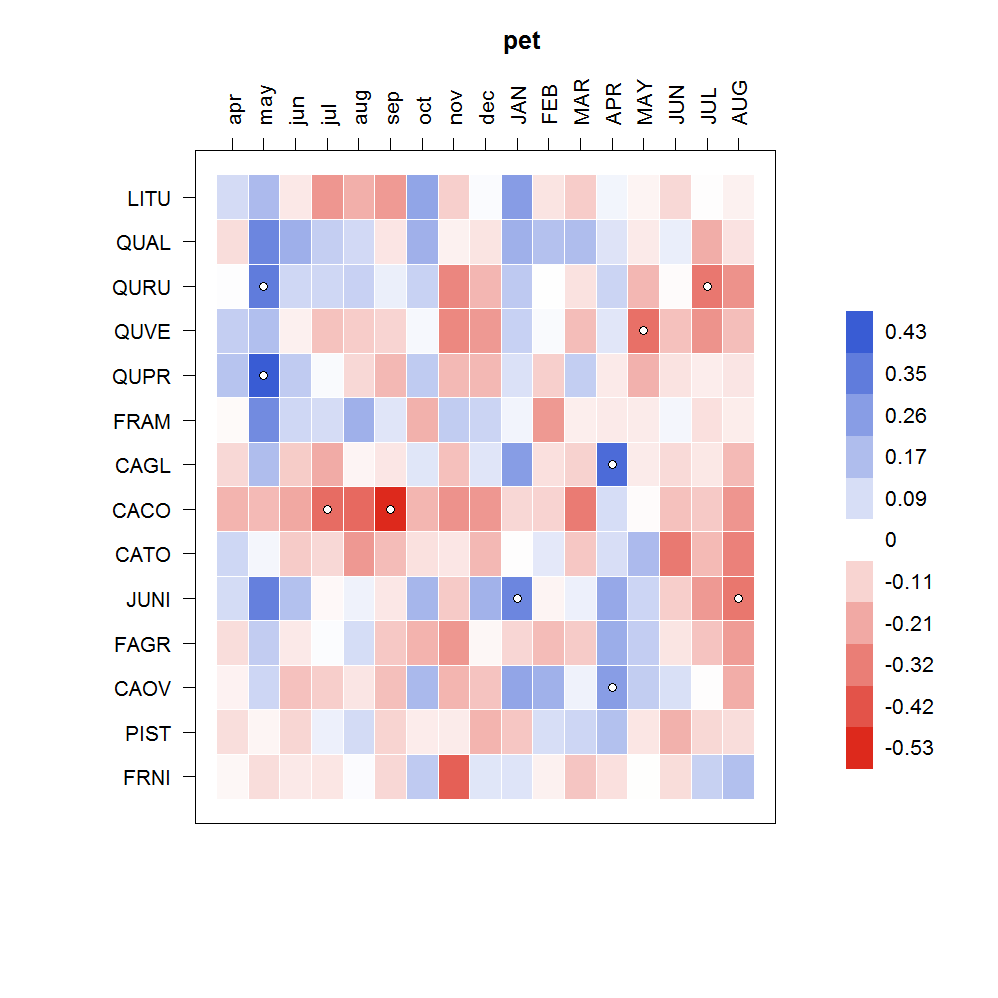 pet
apr may jun jul aug sep oct nov dec JAN FEB MAR APR MAY JUN JUL AUG
LITU
QUAL
QURU
QUVE
QUPR
FRAM
CAGL
CACO
CATO
JUNI
FAGR
CAOV
PIST
FRNI
0.43
0.35
0.26
0.17
0.09
0
-0.11
-0.21
-0.32
-0.42
-0.53